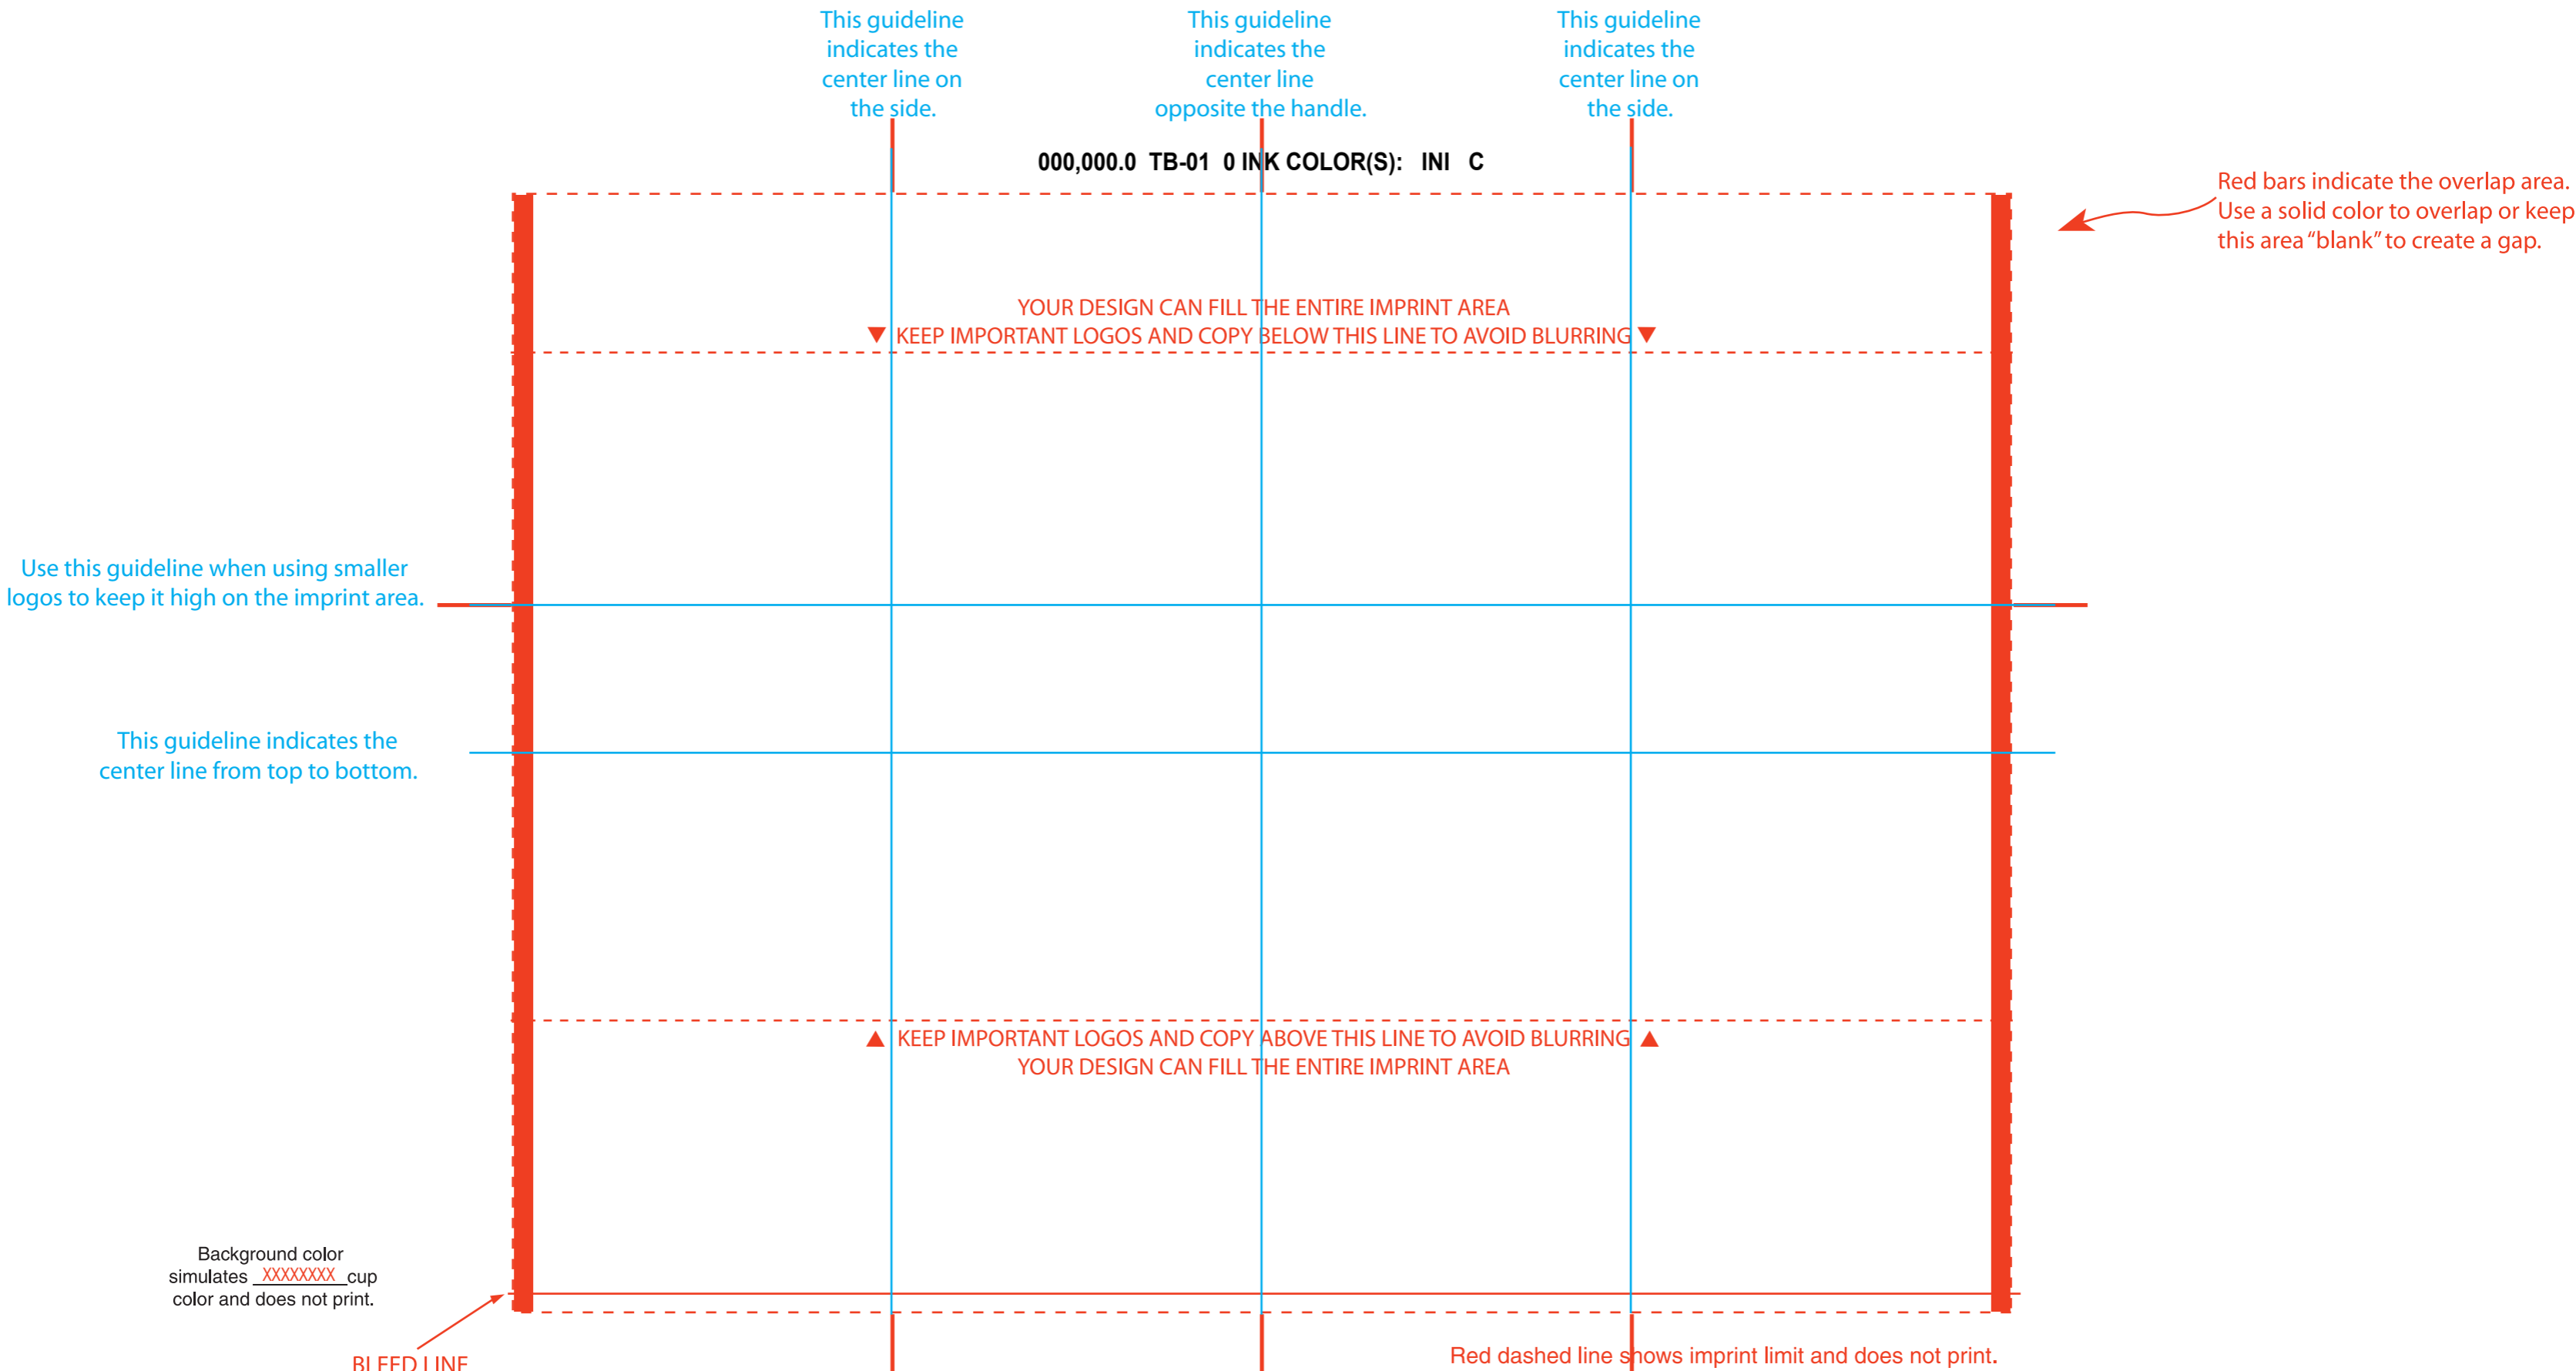 This guideline
indicates the
center line on
the side.
This guideline
indicates the
center line
opposite the handle.
This guideline
indicates the
center line on
the side.
000,000.0  TB-01  0 INK COLOR(S):  INI  C
Red bars indicate the overlap area.
Use a solid color to overlap or keep
this area “blank” to create a gap.
YOUR DESIGN CAN FILL THE ENTIRE IMPRINT AREA
▼ KEEP IMPORTANT LOGOS AND COPY BELOW THIS LINE TO AVOID BLURRING ▼
Use this guideline when using smaller
logos to keep it high on the imprint area.
This guideline indicates the
center line from top to bottom.
▲ KEEP IMPORTANT LOGOS AND COPY ABOVE THIS LINE TO AVOID BLURRING ▲
YOUR DESIGN CAN FILL THE ENTIRE IMPRINT AREA
Background color
simulates XXXXXXXX cup
color and does not print.
BLEED LINE
Red dashed line shows imprint limit and does not print.